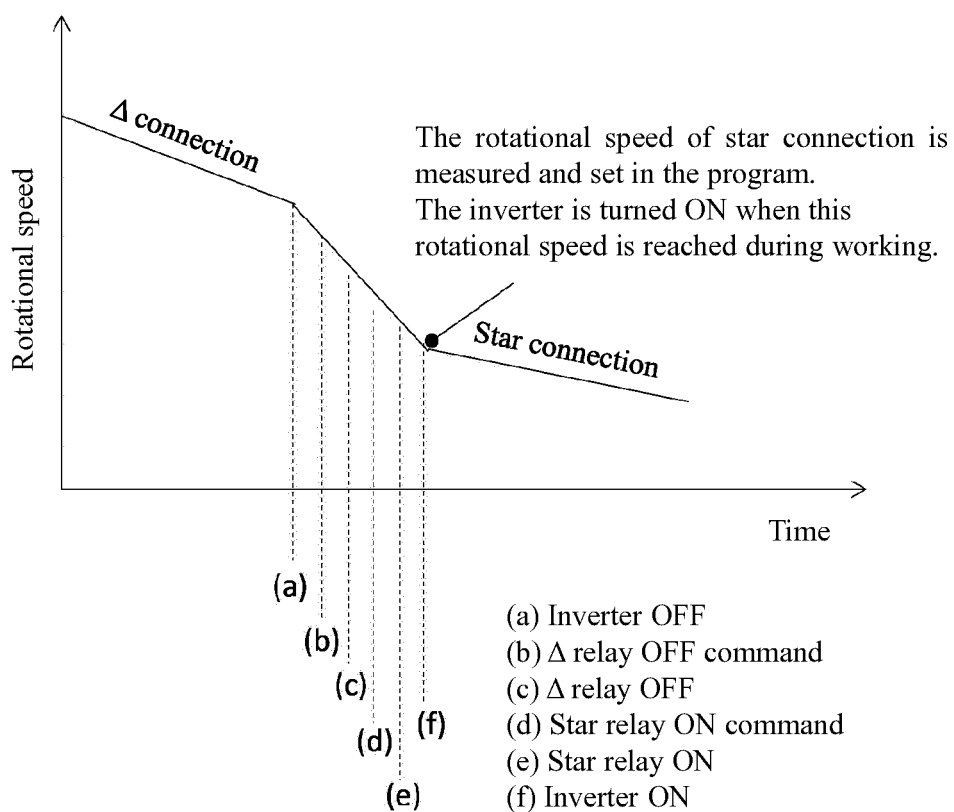 Δ connection
The rotational speed of star connection is
measured and set in the program.
The inverter is turned ON when this
rotational speed is reached during working.
Rotational speed
Star connection
Time
(a)
(b)
(c)
(d)
(e)
(f)
(a) Inverter OFF
(b) Δ relay OFF command
(c) Δ relay OFF
(d) Star relay ON command
(e) Star relay ON
(f) Inverter ON